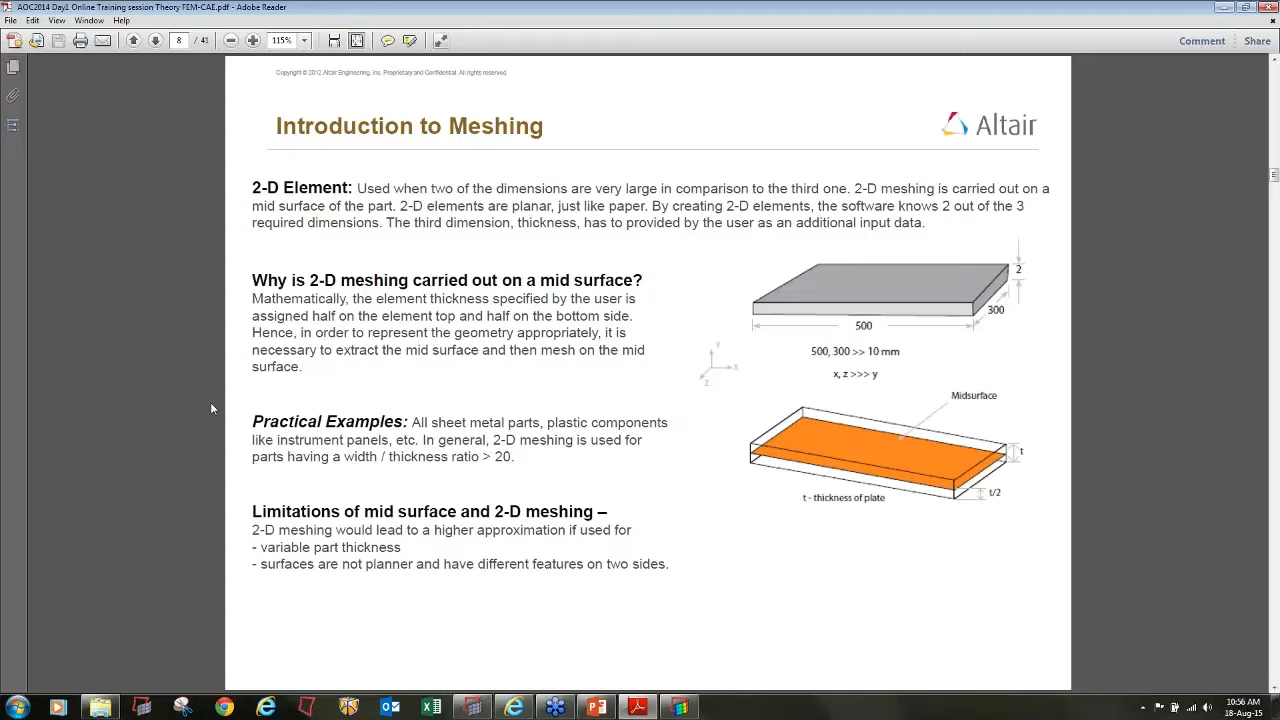 AOC2014 Day1 Online Training session Theory FEM-CAE.pdf - Adobe Reader
File Edit View Window Help
8 / 41 115% Comment Share
Copyright © 2012 Altair Engineering, Inc. Proprietary and Confidential. All rights reserved.
Introduction to Meshing
Altair
2-D Element: Used when two of the dimensions are very large in comparison to the third one. 2-D meshing is carried out on a
mid surface of the part. 2-D elements are planar, just like paper. By creating 2-D elements, the software knows 2 out of the 3
required dimensions. The third dimension, thickness, has to provided by the user as an additional input data.
Why is 2-D meshing carried out on a mid surface?
Mathematically, the element thickness specified by the user is
assigned half on the element top and half on the bottom side.
Hence, in order to represent the geometry appropriately, it is
necessary to extract the mid surface and then mesh on the mid
surface.
2
300
500
500, 300 >> 10 mm
x, z >>> y
Y
X
Z
Practical Examples: All sheet metal parts, plastic components
like instrument panels, etc. In general, 2-D meshing is used for
parts having a width / thickness ratio > 20.
Midsurface
t
t/2
t - thickness of plate
Limitations of mid surface and 2-D meshing –
2-D meshing would lead to a higher approximation if used for
- variable part thickness
- surfaces are not planner and have different features on two sides.
10:56 AM
18-Aug-15